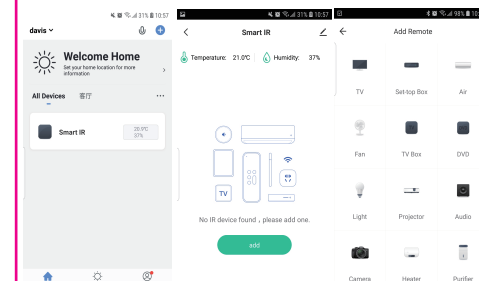 31% 10:57
davis
Welcome Home
Set your home location for more
information
All Devices 客厅 ...
Smart IR
20.9℃
37%
31% 10:57
Smart IR
Temperature: 21.0℃ Humidity: 37%
TV
No IR device found , please add one.
add
98% 10:
Add Remote
TV Set-top Box Air
Fan TV Box DVD
Light Projector Audio
Camera Heater Purifier